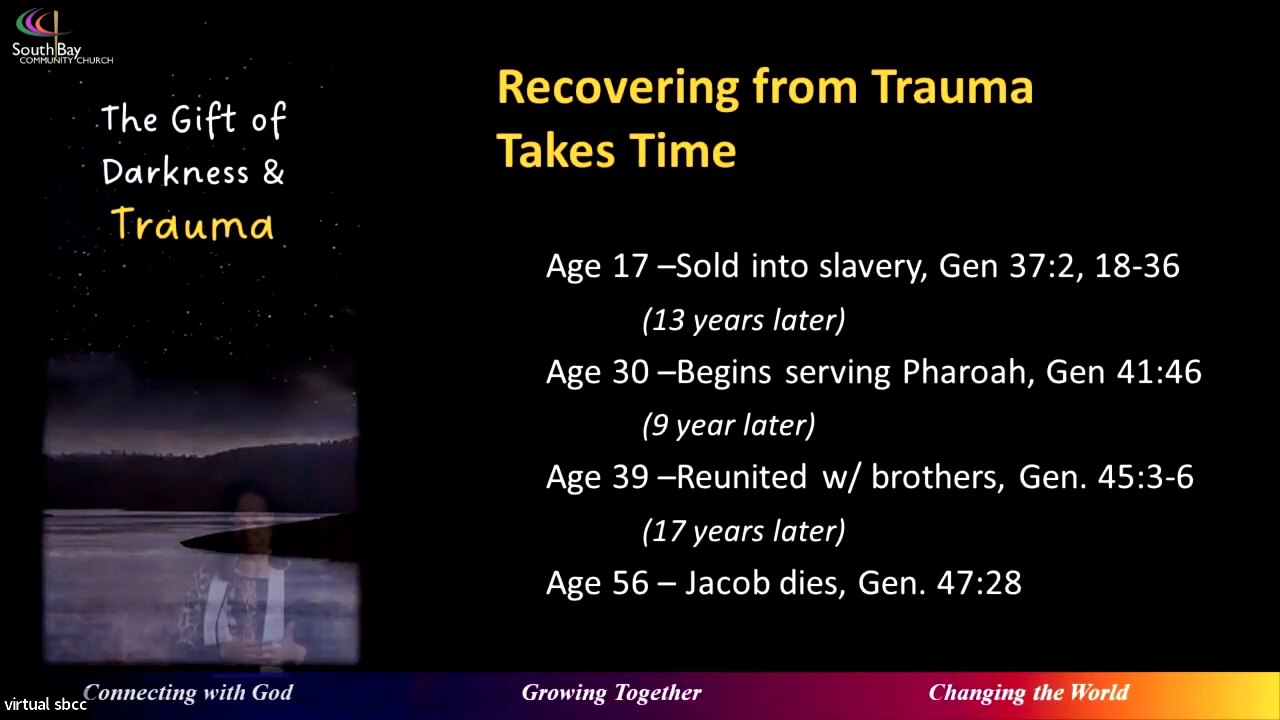 South Bay
COMMUNITY CHURCH
The Gift of
Darkness &
Trauma
Recovering from Trauma
Takes Time
Age 17 –Sold into slavery, Gen 37:2, 18-36
(13 years later)
Age 30 –Begins serving Pharoah, Gen 41:46
(9 year later)
Age 39 –Reunited w/ brothers, Gen. 45:3-6
(17 years later)
Age 56 – Jacob dies, Gen. 47:28
Connecting with God
Growing Together
Changing the World
virtual sbcc